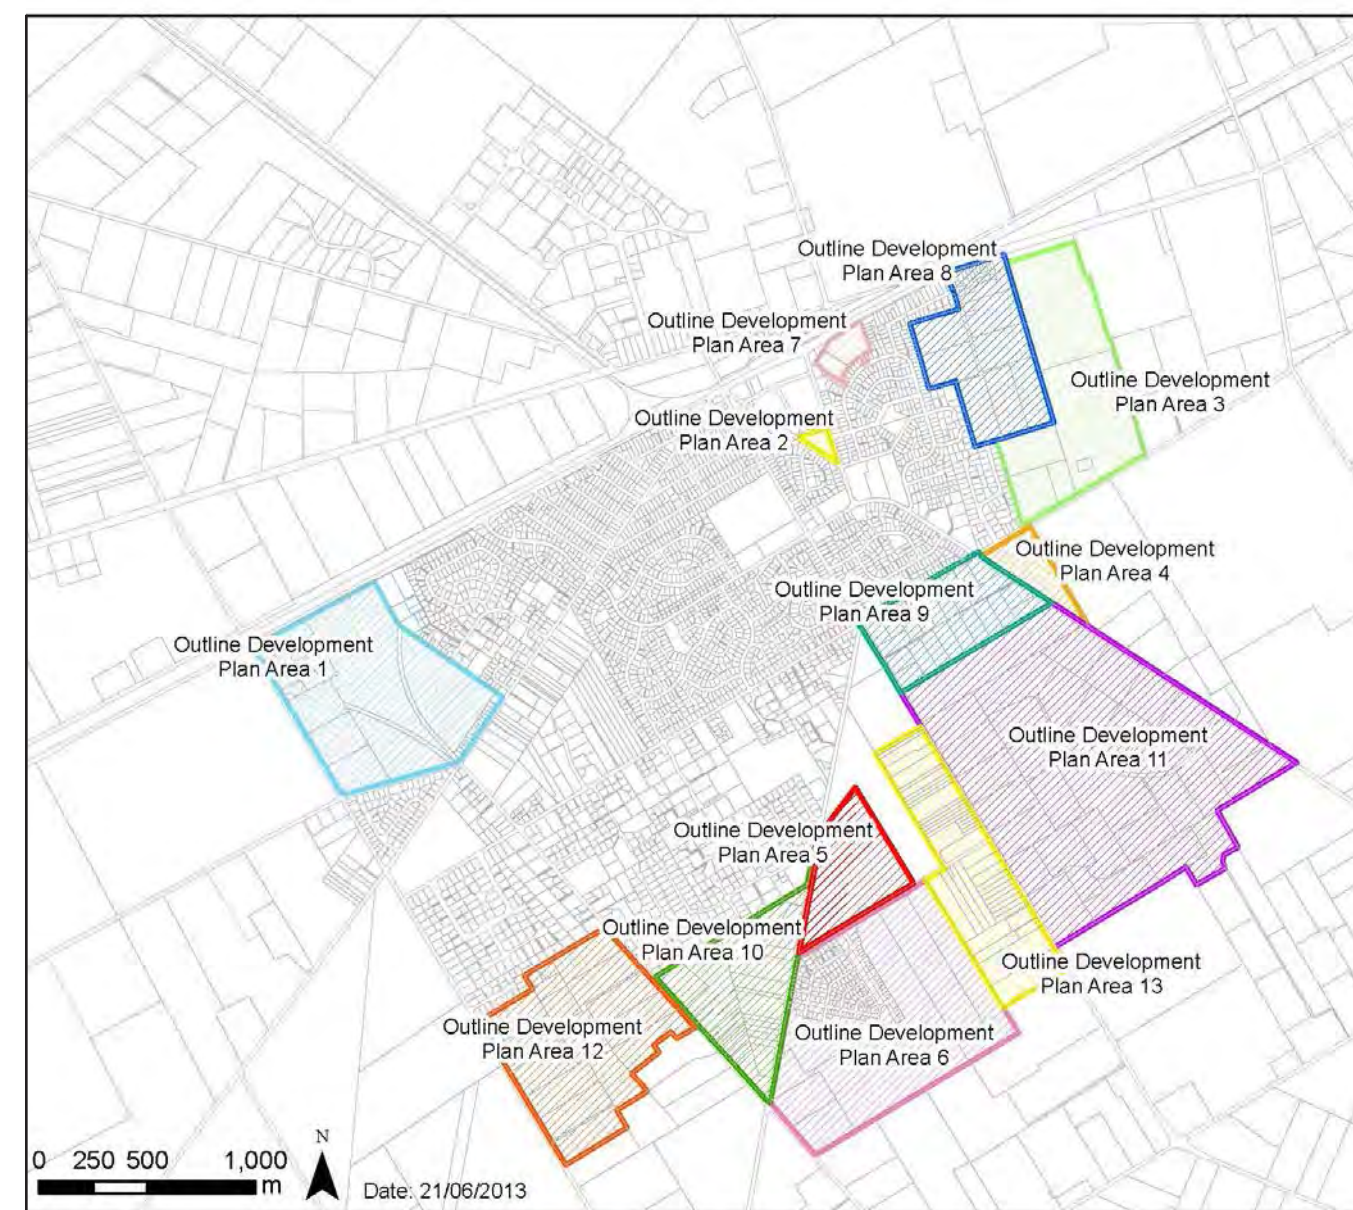 Outline Development
Plan Area 8
Outline Development
Plan Area 7
Outline Development
Plan Area 3
Outline Development
Plan Area 2
Outline Development
Plan Area 4
Outline Development
Plan Area 9
Outline Development
Plan Area 1
Outline Development
Plan Area 11
Outline Development
Plan Area 5
Outline Development
Plan Area 10
Outline Development
Plan Area 13
Outline Development
Plan Area 12
Outline Development
Plan Area 6
N
0 250 500 1,000
m
Date: 21/06/2013